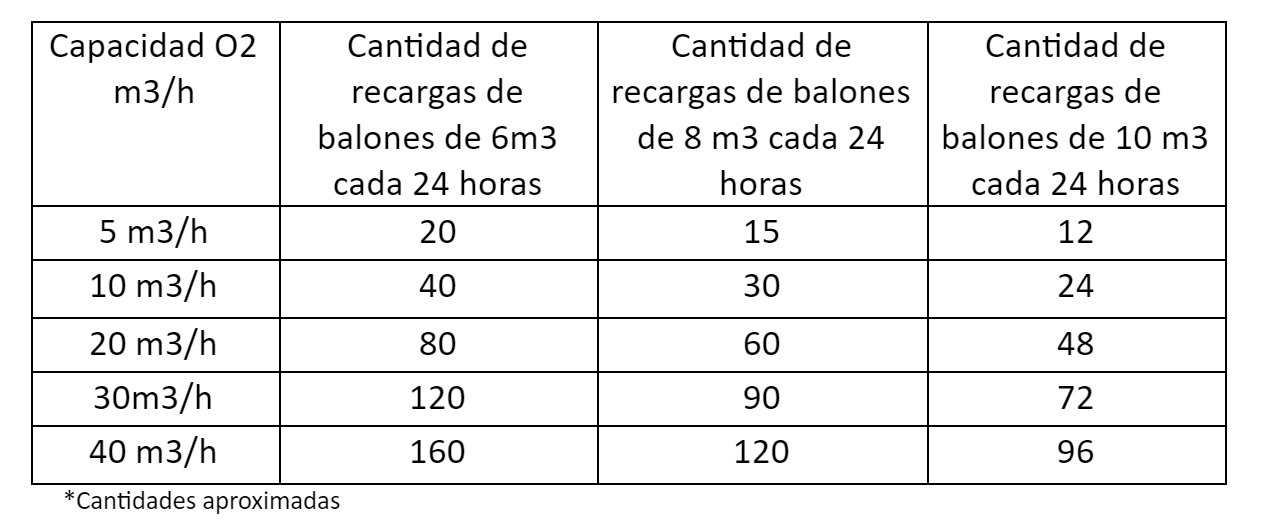 Capacidad O2
m3/h
Cantidad de
recargas de
balones de 6m3
cada 24 horas
Cantidad de
recargas de balones
de 8 m3 cada 24
horas
Cantidad de
recargas de
balones de 10 m3
cada 24 horas
5 m3/h 20 15 12
10 m3/h 40 30 24
20 m3/h 80 60 48
30m3/h 120 90 72
40 m3/h 160 120 96
*Cantidades aproximadas